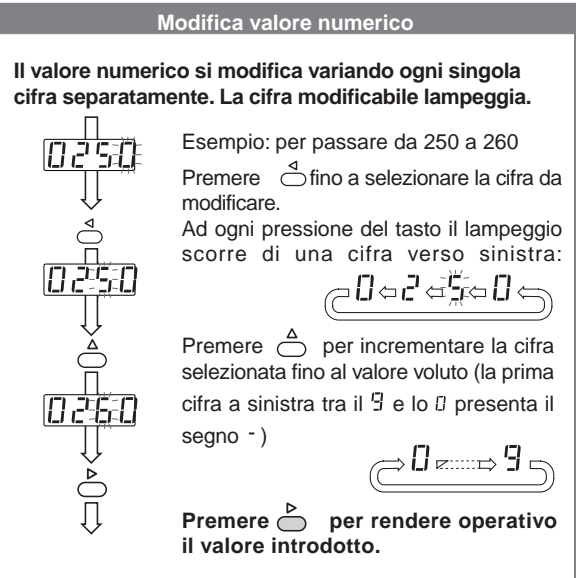 Modifica valore numerico
Il valore numerico si modifica variando ogni singola
cifra separatamente. La cifra modificabile lampeggia.
0250
Esempio: per passare da 250 a 260
Premere fino a selezionare la cifra da
modificare.
Ad ogni pressione del tasto il lampeggio
scorre di una cifra verso sinistra:
0250
0 ⇦ 2 ⇦ 5 ⇦ 0
Premere per incrementare la cifra
selezionata fino al valore voluto (la prima
0260
cifra a sinistra tra il 9 e lo 0 presenta il
segno - )
0 ⇨ 9
Premere per rendere operativo
il valore introdotto.